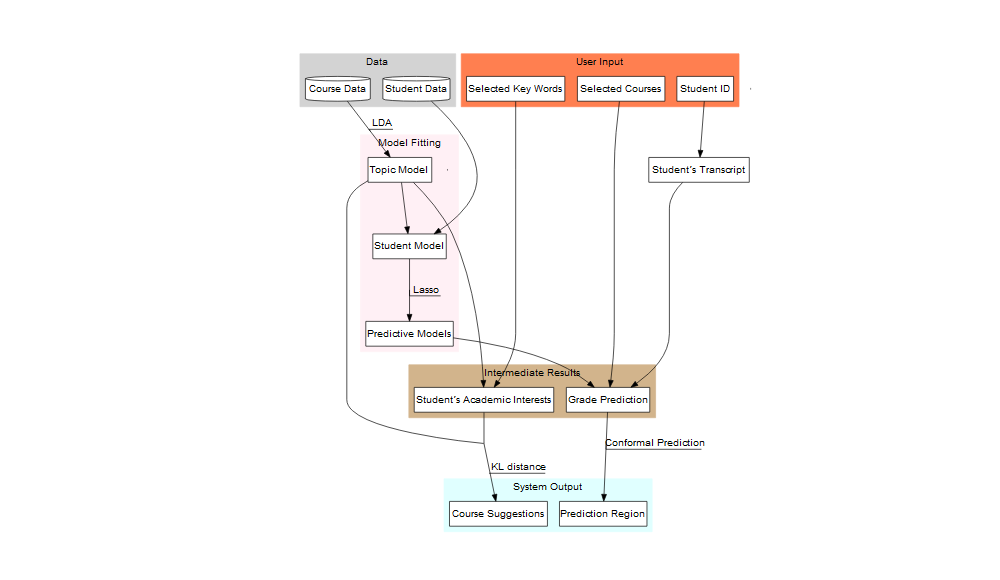 Data
User Input
Course Data
Student Data
Selected Key Words
Selected Courses
Student ID
LDA
Model Fitting
Topic Model
Student's Transcript
Student Model
Lasso
Predictive Models
Intermediate Results
Student's Academic Interests
Grade Prediction
Conformal Prediction
KL distance
System Output
Course Suggestions
Prediction Region